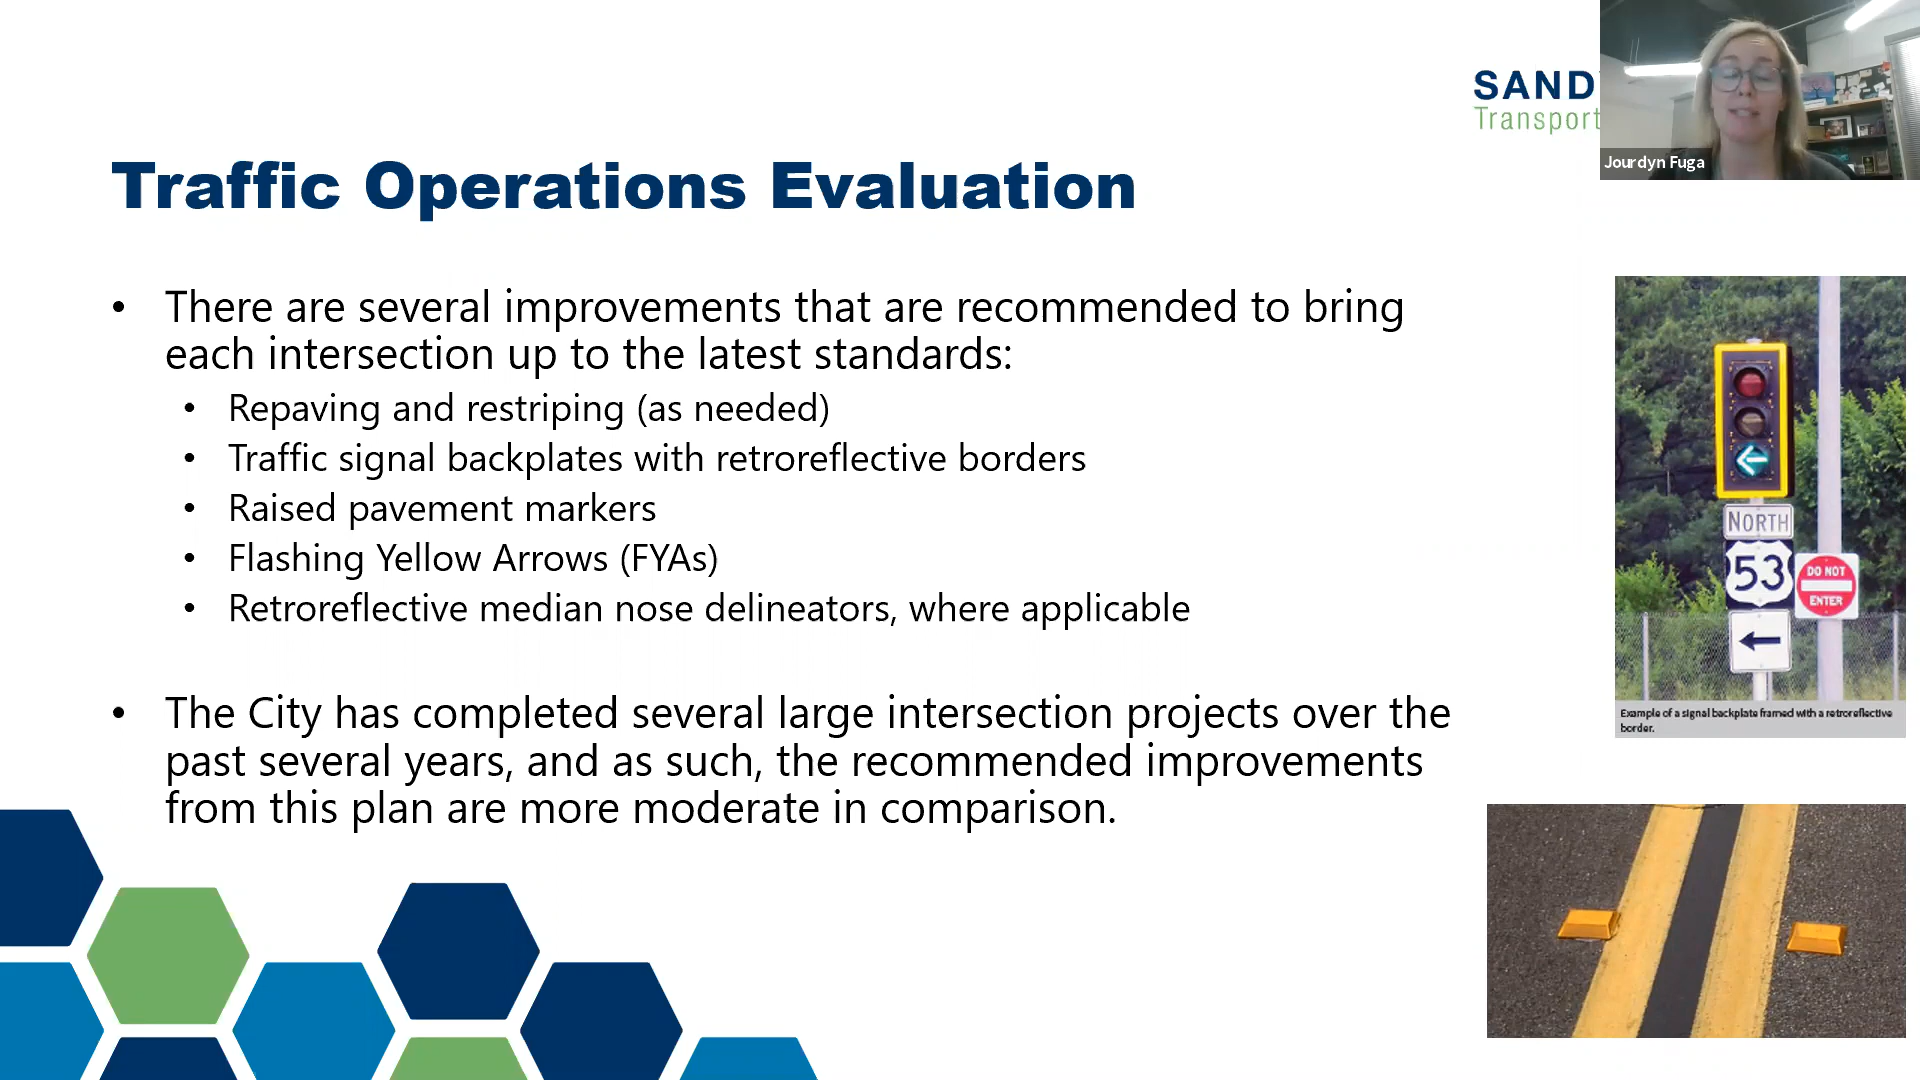 SAND
Transport
Jourdyn Fuga
Traffic Operations Evaluation
• There are several improvements that are recommended to bring
each intersection up to the latest standards:
• Repaving and restriping (as needed)
• Traffic signal backplates with retroreflective borders
• Raised pavement markers
• Flashing Yellow Arrows (FYAs)
• Retroreflective median nose delineators, where applicable
• The City has completed several large intersection projects over the
past several years, and as such, the recommended improvements
from this plan are more moderate in comparison.
NORTH
53
DO NOT
ENTER
Example of a signal backplate framed with a retroreflective
border.